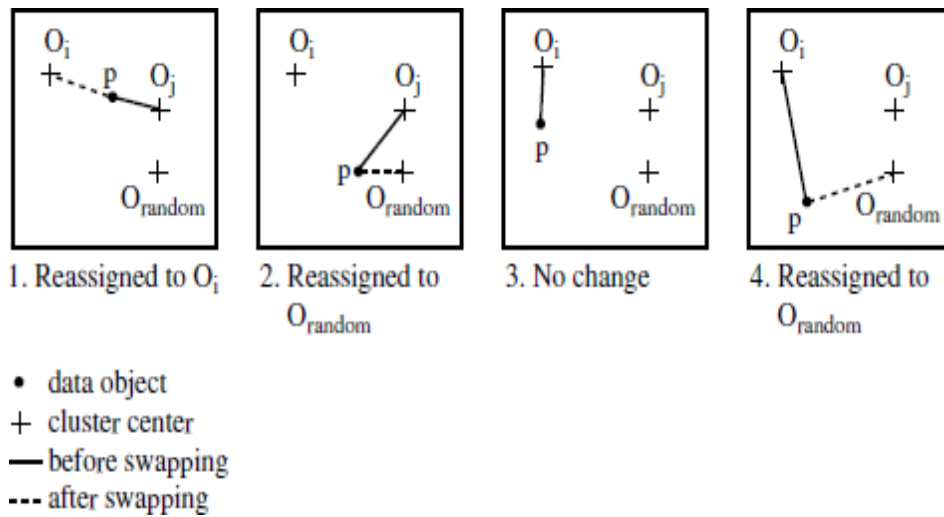 Oi
p
Oj
Orandom
1. Reassigned to Oi
Oi
Oj
p
Orandom
2. Reassigned to
Orandom
Oi
Oj
p
Orandom
3. No change
Oi
Oj
p
Orandom
4. Reassigned to
Orandom
data object
cluster center
before swapping
after swapping